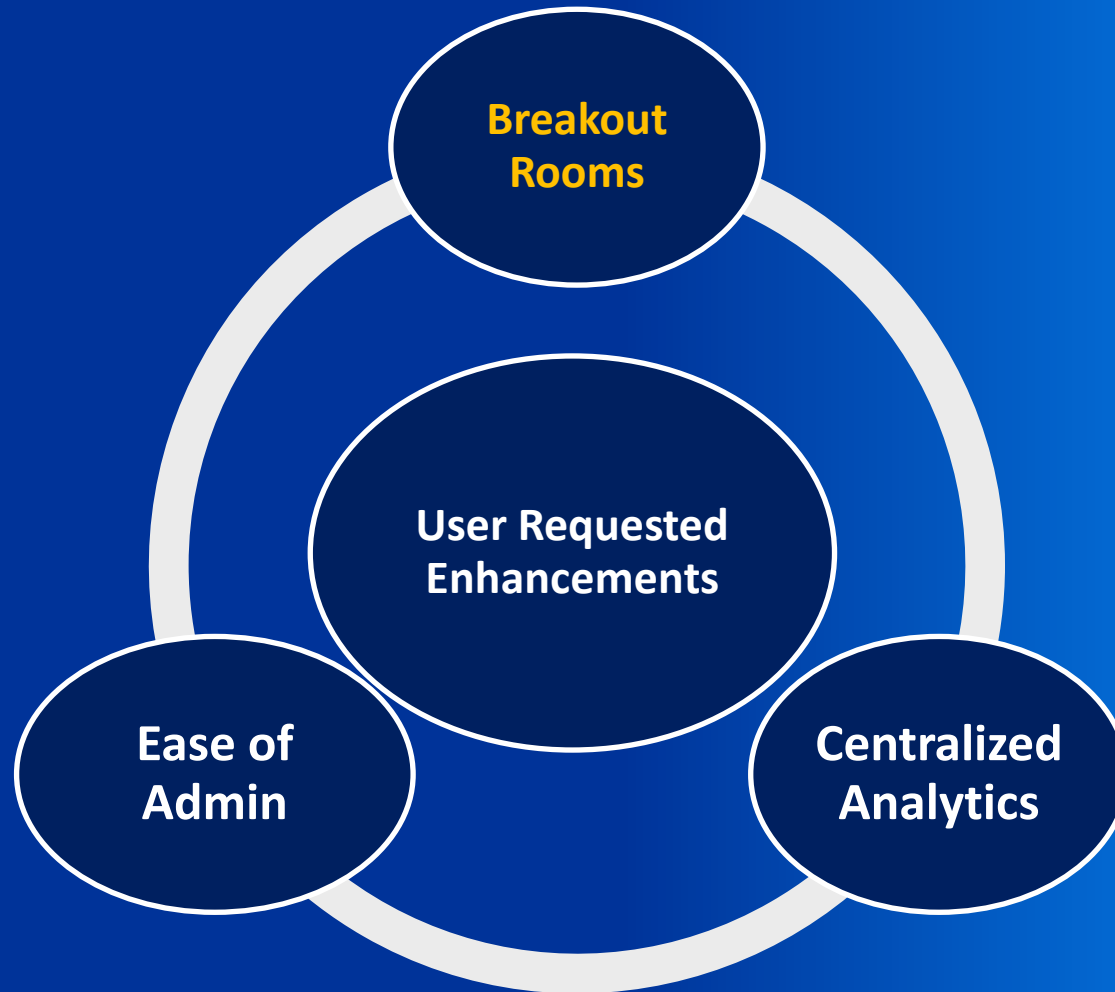 Breakout
Rooms
User Requested
Enhancements
Ease of
Admin
Centralized
Analytics